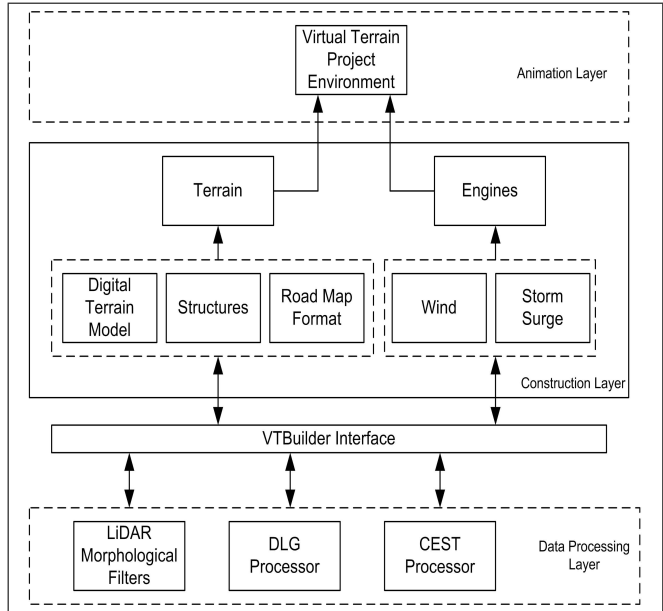 Virtual Terrain
Project
Environment
Animation Layer
Terrain
Engines
Digital
Terrain
Model
Structures
Road Map
Format
Wind
Storm
Surge
Construction Layer
VTBuilder Interface
LiDAR
Morphological
Filters
DLG
Processor
CEST
Processor
Data Processing
Layer